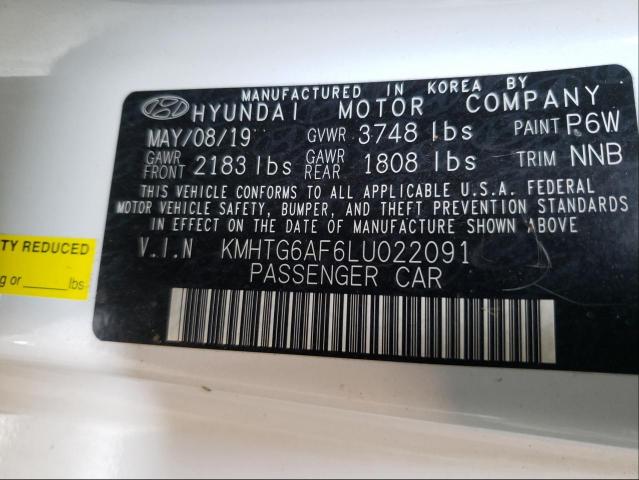 MANUFACTURED IN KOREA BY
HYUNDAI MOTOR COMPANY
MAY/08/19 GVWR 3748 lbs PAINT P6W
GAWR FRONT 2183 lbs GAWR REAR 1808 lbs TRIM NNB
THIS VEHICLE CONFORMS TO ALL APPLICABLE U.S.A. FEDERAL
MOTOR VEHICLE SAFETY, BUMPER, AND THEFT PREVENTION STANDARDS
IN EFFECT ON THE DATE OF MANUFACTURE SHOWN ABOVE
V.I.N KMHTG6AF6LU022091
PASSENGER CAR
TY REDUCED
g or ______ lbs